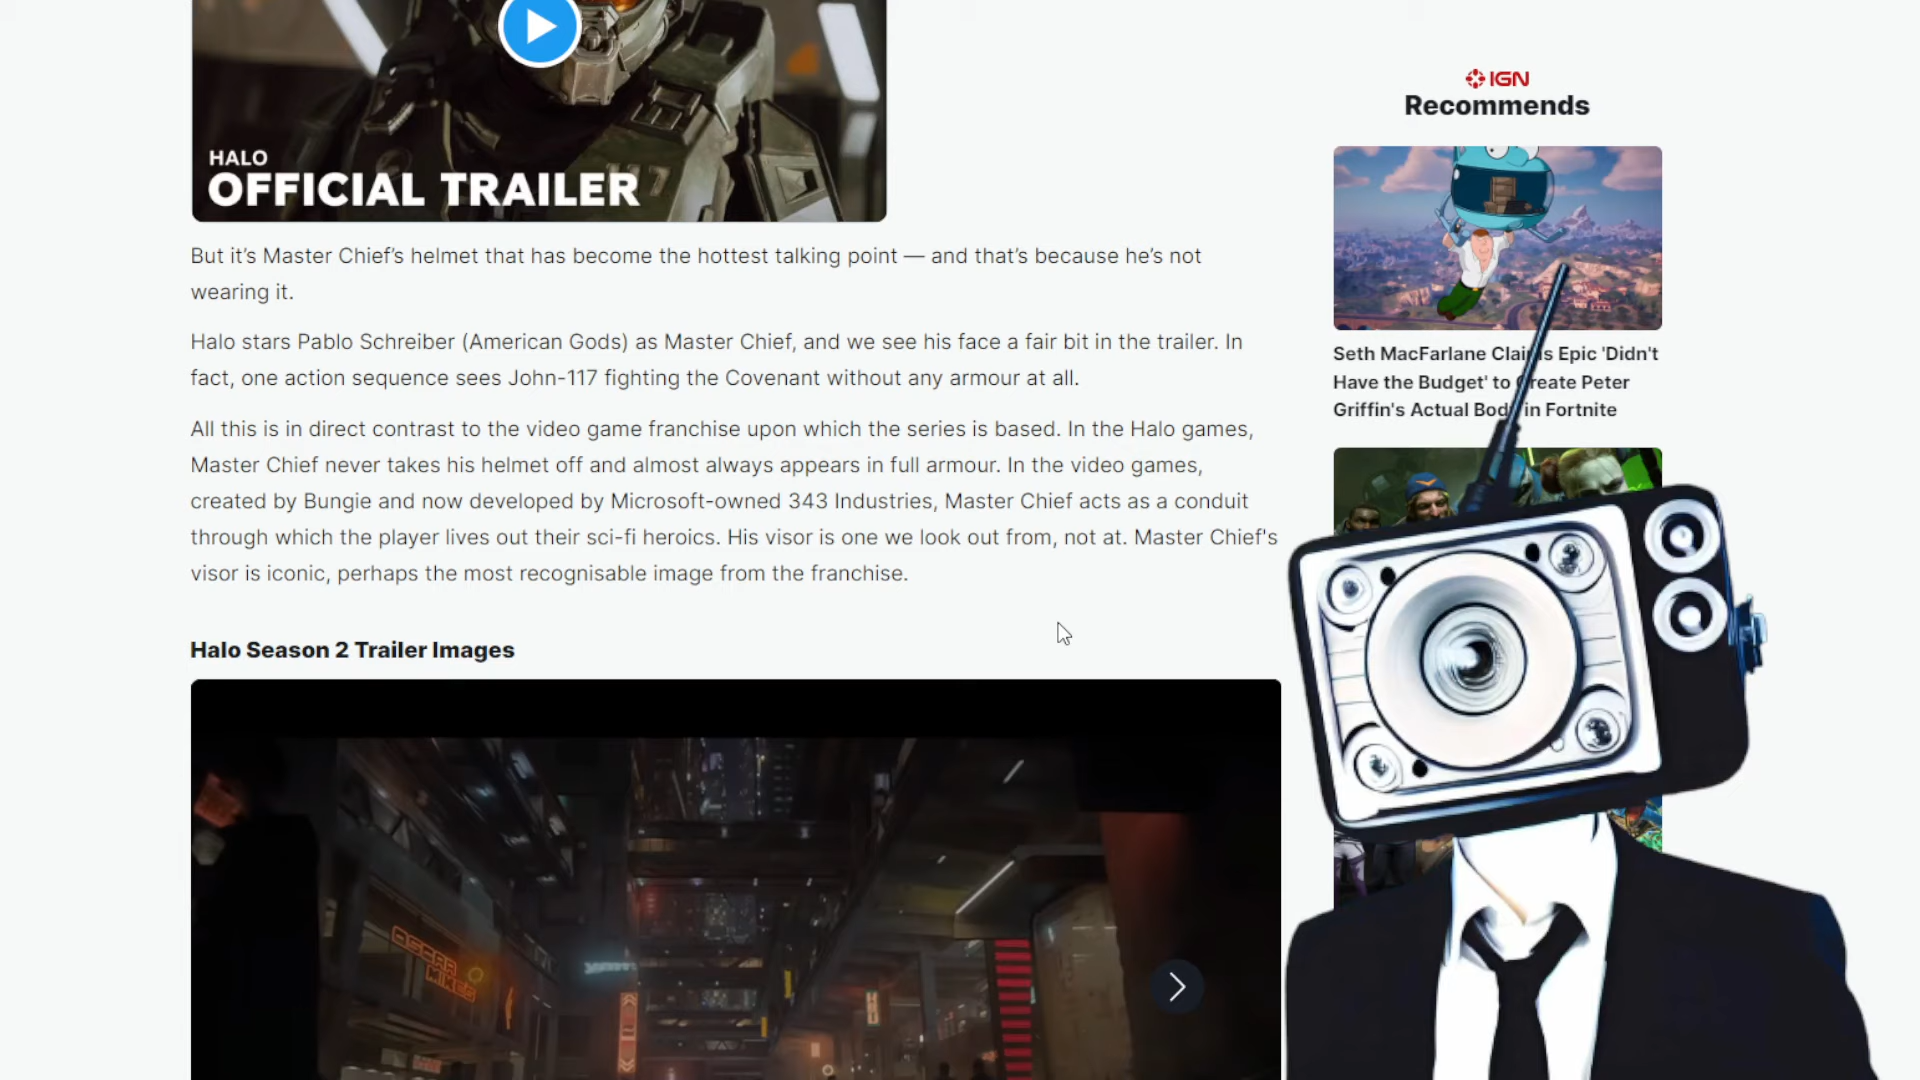 HALO
OFFICIAL TRAILER
But it’s Master Chief’s helmet that has become the hottest talking point — and that’s because he’s not
wearing it.
Halo stars Pablo Schreiber (American Gods) as Master Chief, and we see his face a fair bit in the trailer. In
fact, one action sequence sees John-117 fighting the Covenant without any armour at all.
All this is in direct contrast to the video game franchise upon which the series is based. In the Halo games,
Master Chief never takes his helmet off and almost always appears in full armour. In the video games,
created by Bungie and now developed by Microsoft-owned 343 Industries, Master Chief acts as a conduit
through which the player lives out their sci-fi heroics. His visor is one we look out from, not at. Master Chief's
visor is iconic, perhaps the most recognisable image from the franchise.
Halo Season 2 Trailer Images
OSCAR
MIKES
IGN
Recommends
Seth MacFarlane Claims Epic 'Didn't
Have the Budget' to Create Peter
Griffin's Actual Body in Fortnite